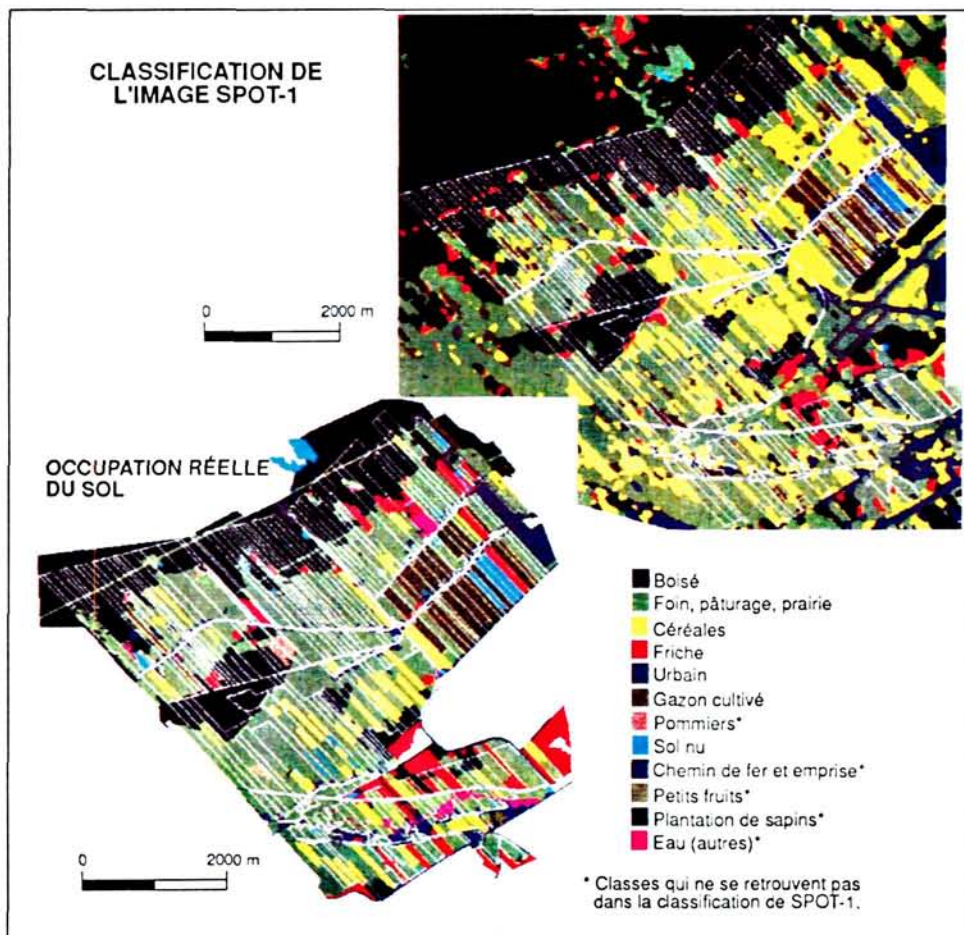 CLASSIFICATION DE
L'IMAGE SPOT-1
0 2000 m
OCCUPATION RÉELLE
DU SOL
Boisé
Foin, pâturage, prairie
Céréales
Friche
Urbain
Gazon cultivé
Pommiers*
Sol nu
Chemin de fer et emprise*
Petits fruits*
Plantation de sapins*
Eau (autres)*
0 2000 m
* Classes qui ne se retrouvent pas
dans la classification de SPOT-1.